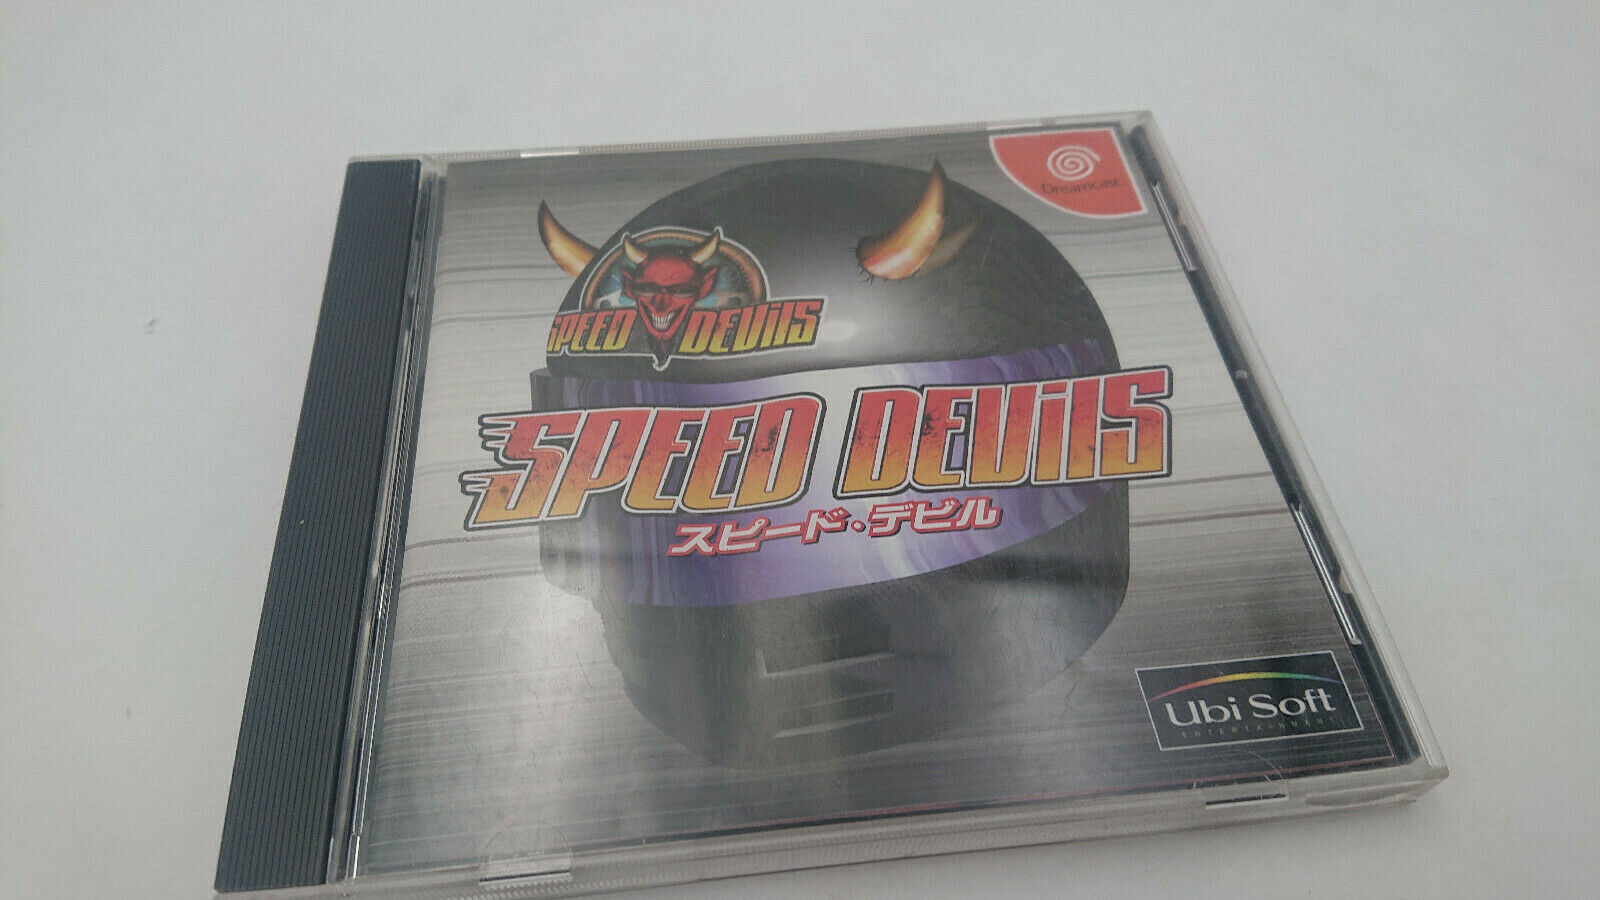 Dreamcast
SPEED DEViLS
SPEED DEViLS
スピード・デビル
Ubi Soft
ENTERTAINMENT